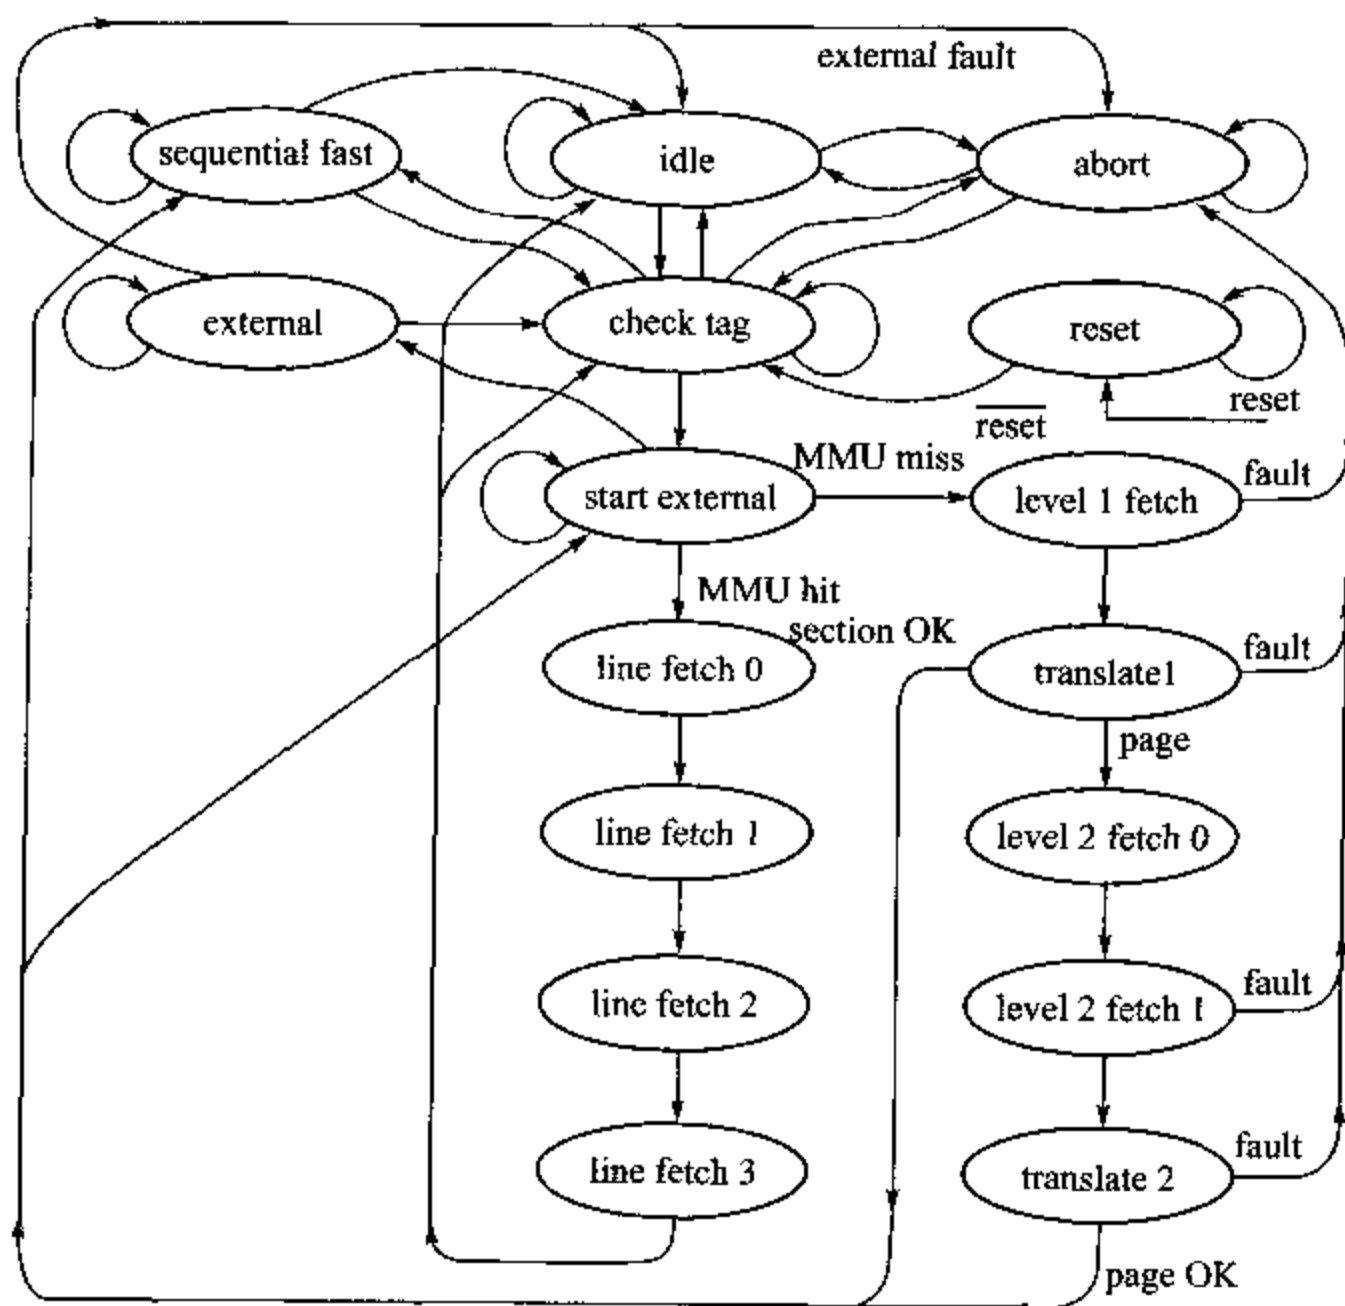 external fault
sequential fast
idle
abort
external
check tag
reset
reset
reset
MMU miss
start external
level 1 fetch
fault
MMU hit
section OK
line fetch 0
translate1
fault
page
line fetch 1
level 2 fetch 0
line fetch 2
level 2 fetch 1
fault
line fetch 3
translate 2
fault
page OK